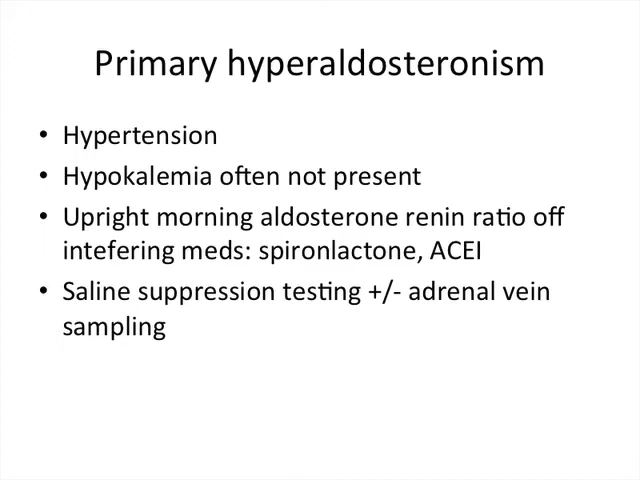 Primary hyperaldosteronism
• Hypertension
• Hypokalemia often not present
• Upright morning aldosterone renin ratio off
intefering meds: spironlactone, ACEI
• Saline suppression testing +/- adrenal vein
sampling